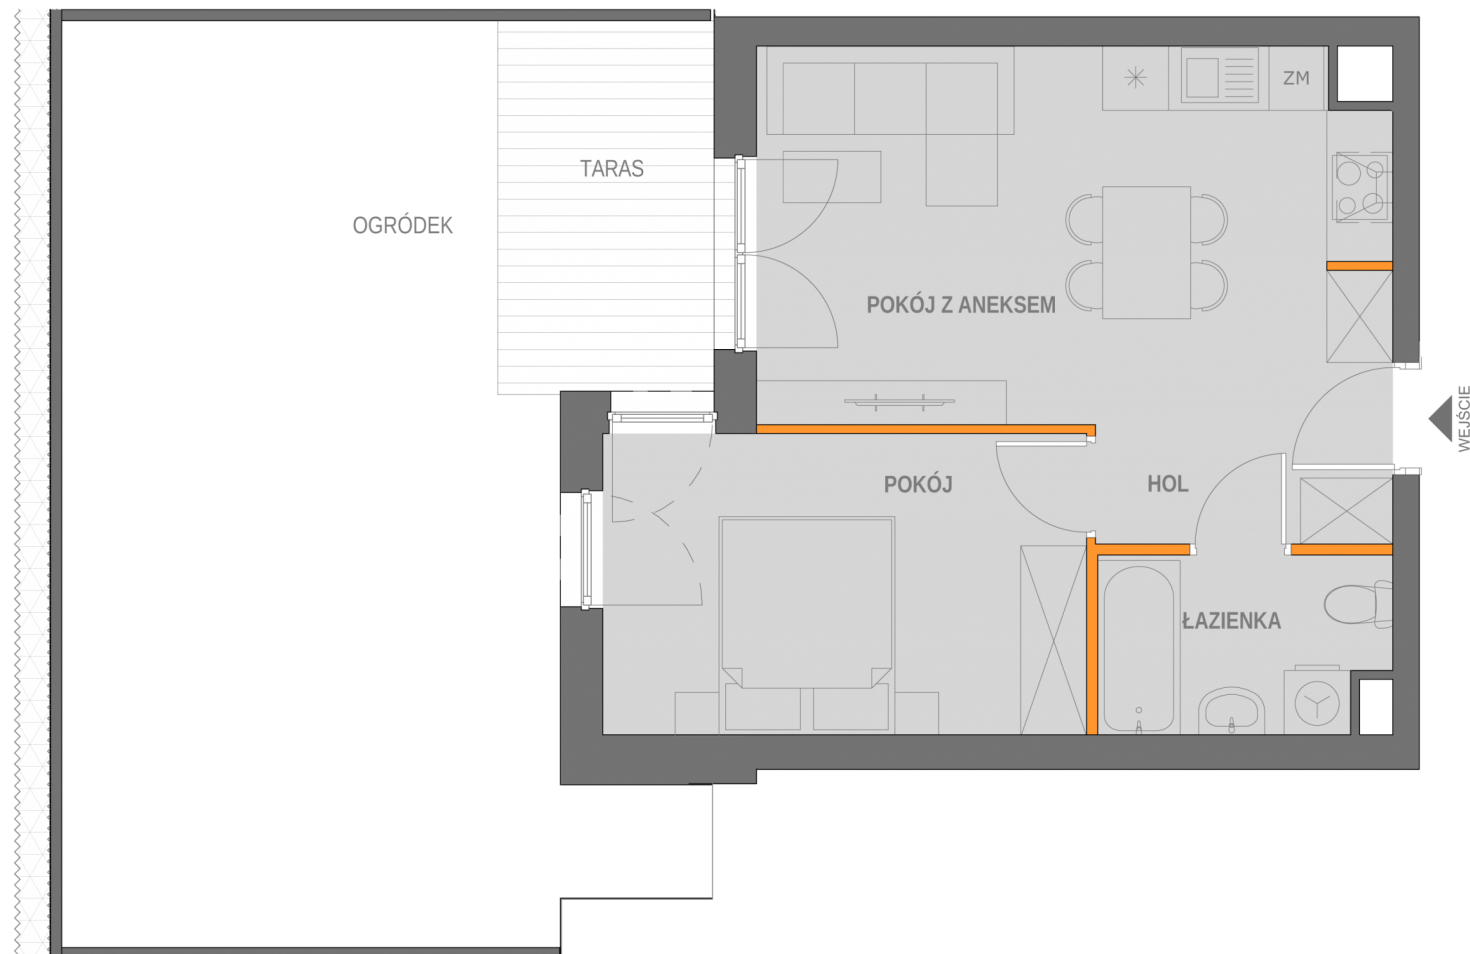 ZM
TARAS
OGRÓDEK
POKÓJ Z ANEKSEM
WEJŚCIE
POKÓJ
HOL
ŁAZIENKA